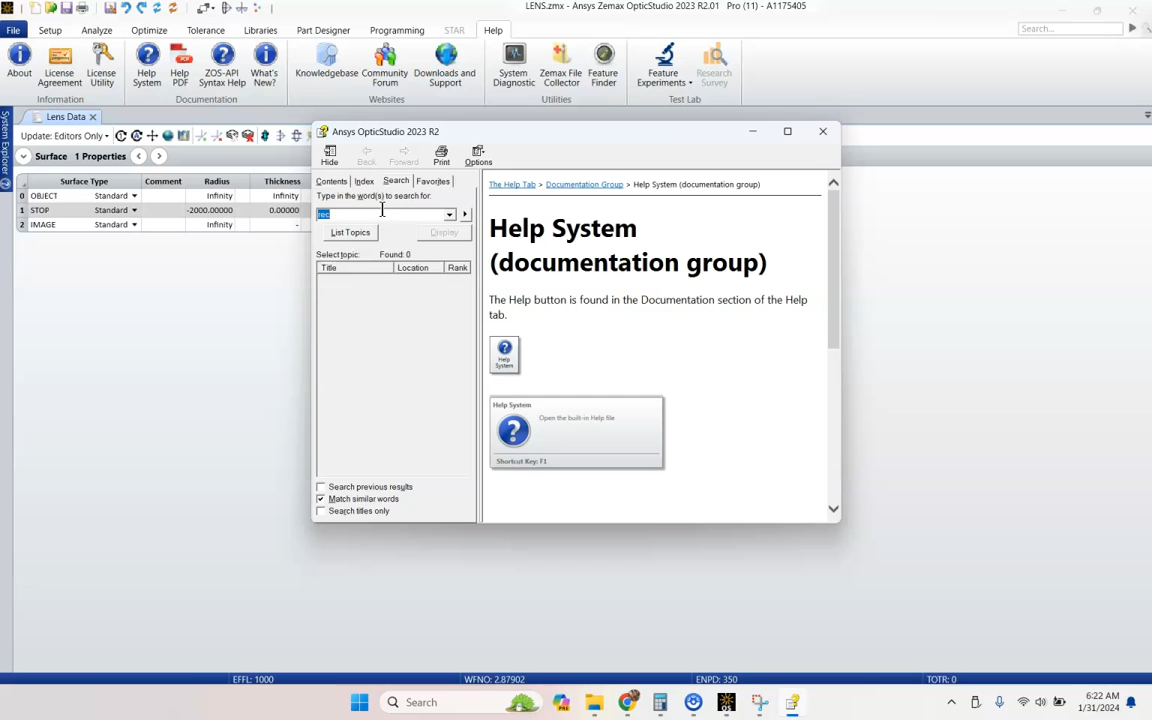 LENS.zmx - Ansys Zemax OpticStudio 2023 R2.01 Pro (11) - A1175405
File Setup Analyze Optimize Tolerance Libraries Part Designer Programming STAR Help Search...
About License Agreement License Utility Help System Help PDF ZOS-API Syntax Help What's New? Knowledgebase Community Forum Downloads and Support System Diagnostic Zemax File Collector Feature Finder Feature Experiments Research Survey
Information Documentation Websites Utilities Test Lab
System Explorer
Lens Data
Update: Editors Only
Surface 1 Properties
Surface Type Comment Radius Thickness
0 OBJECT Standard Infinity Infinity
1 STOP Standard -2000.00000 0.00000
2 IMAGE Standard Infinity -
Ansys OpticStudio 2023 R2
Hide Back Forward Print Options
Contents Index Search Favorites
Type in the word(s) to search for:
rec
List Topics Display
Select topic: Found: 0
Title Location Rank
Search previous results
Match similar words
Search titles only
The Help Tab > Documentation Group > Help System (documentation group)
Help System
(documentation group)
The Help button is found in the Documentation section of the Help
tab.
Help
System
Help System
Open the built-in Help file
Shortcut Key: F1
EFFL: 1000 WFNO: 2.87902 ENPD: 350 TOTR: 0
Search
6:22 AM
1/31/2024